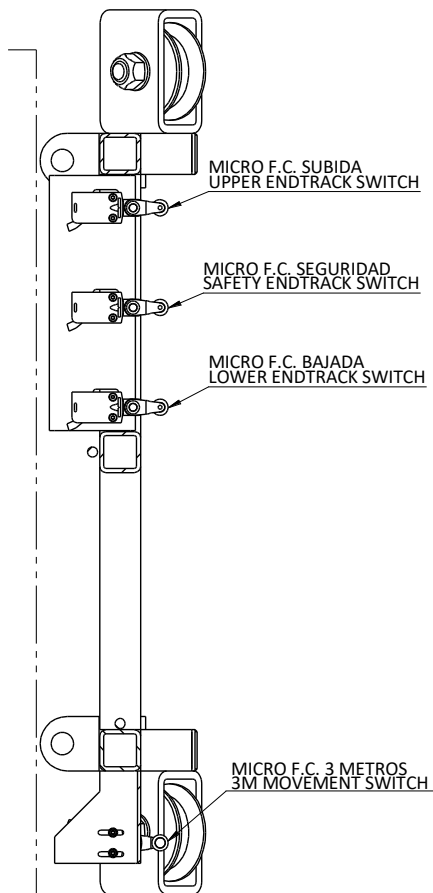 MICRO F.C. SUBIDA
UPPER ENDTRACK SWITCH
MICRO F.C. SEGURIDAD
SAFETY ENDTRACK SWITCH
MICRO F.C. BAJADA
LOWER ENDTRACK SWITCH
MICRO F.C. 3 METROS
3M MOVEMENT SWITCH